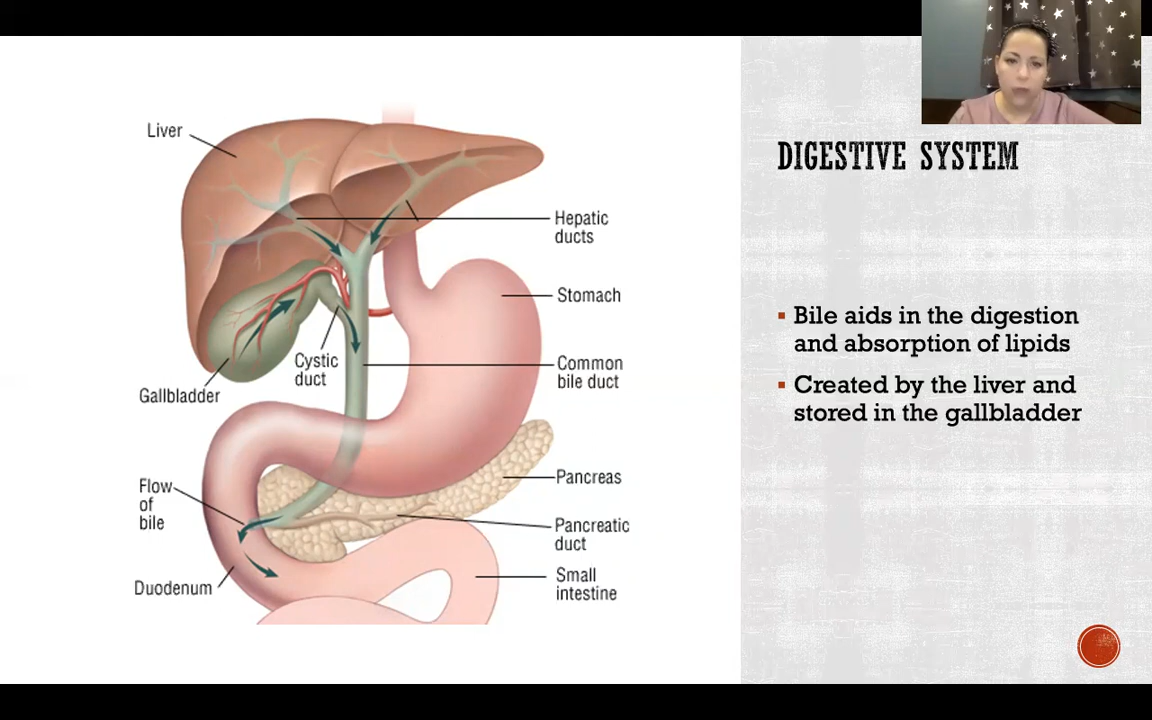 Liver
Hepatic
ducts
Stomach
Cystic
duct
Common
bile duct
Gallbladder
Pancreas
Flow
of
bile
Pancreatic
duct
Duodenum
Small
intestine
DIGESTIVE SYSTEM
▪ Bile aids in the digestion
and absorption of lipids
▪ Created by the liver and
stored in the gallbladder